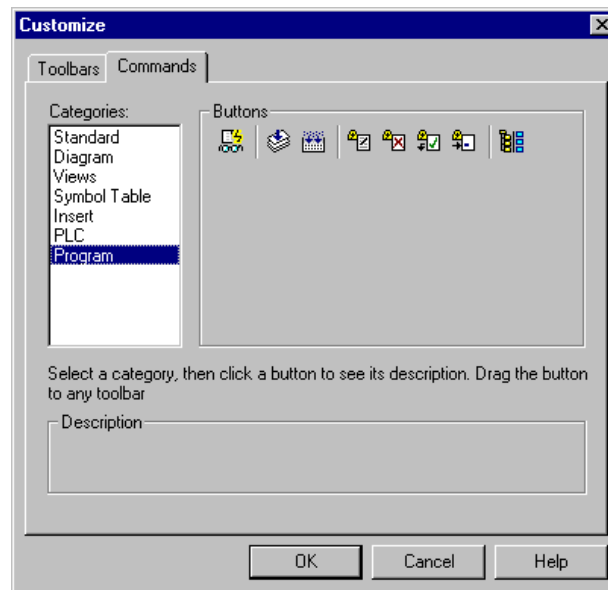 Customize
Toolbars
Commands
Categories:
Standard
Diagram
Views
Symbol Table
Insert
PLC
Program
Buttons
Select a category, then click a button to see its description. Drag the button
to any toolbar
Description
OK
Cancel
Help